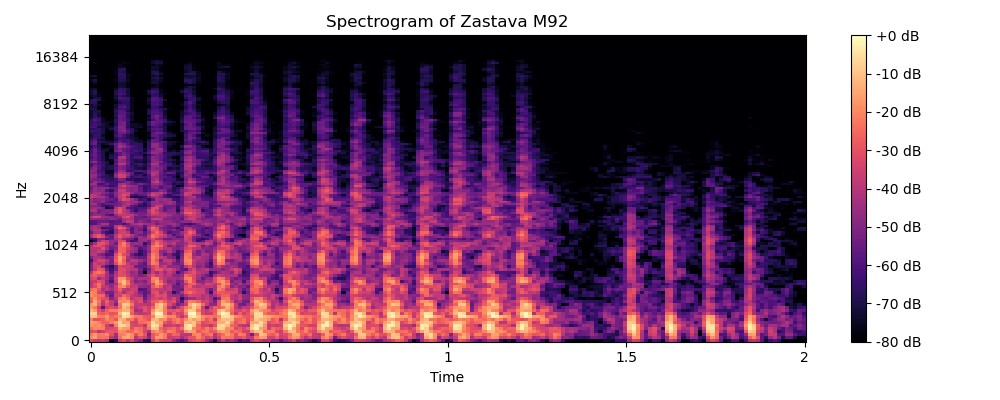 Spectrogram of Zastava M92
16384
8192
4096
2048
1024
512
0
Hz
0
0.5
1
1.5
2
Time
+0 dB
-10 dB
-20 dB
-30 dB
-40 dB
-50 dB
-60 dB
-70 dB
-80 dB